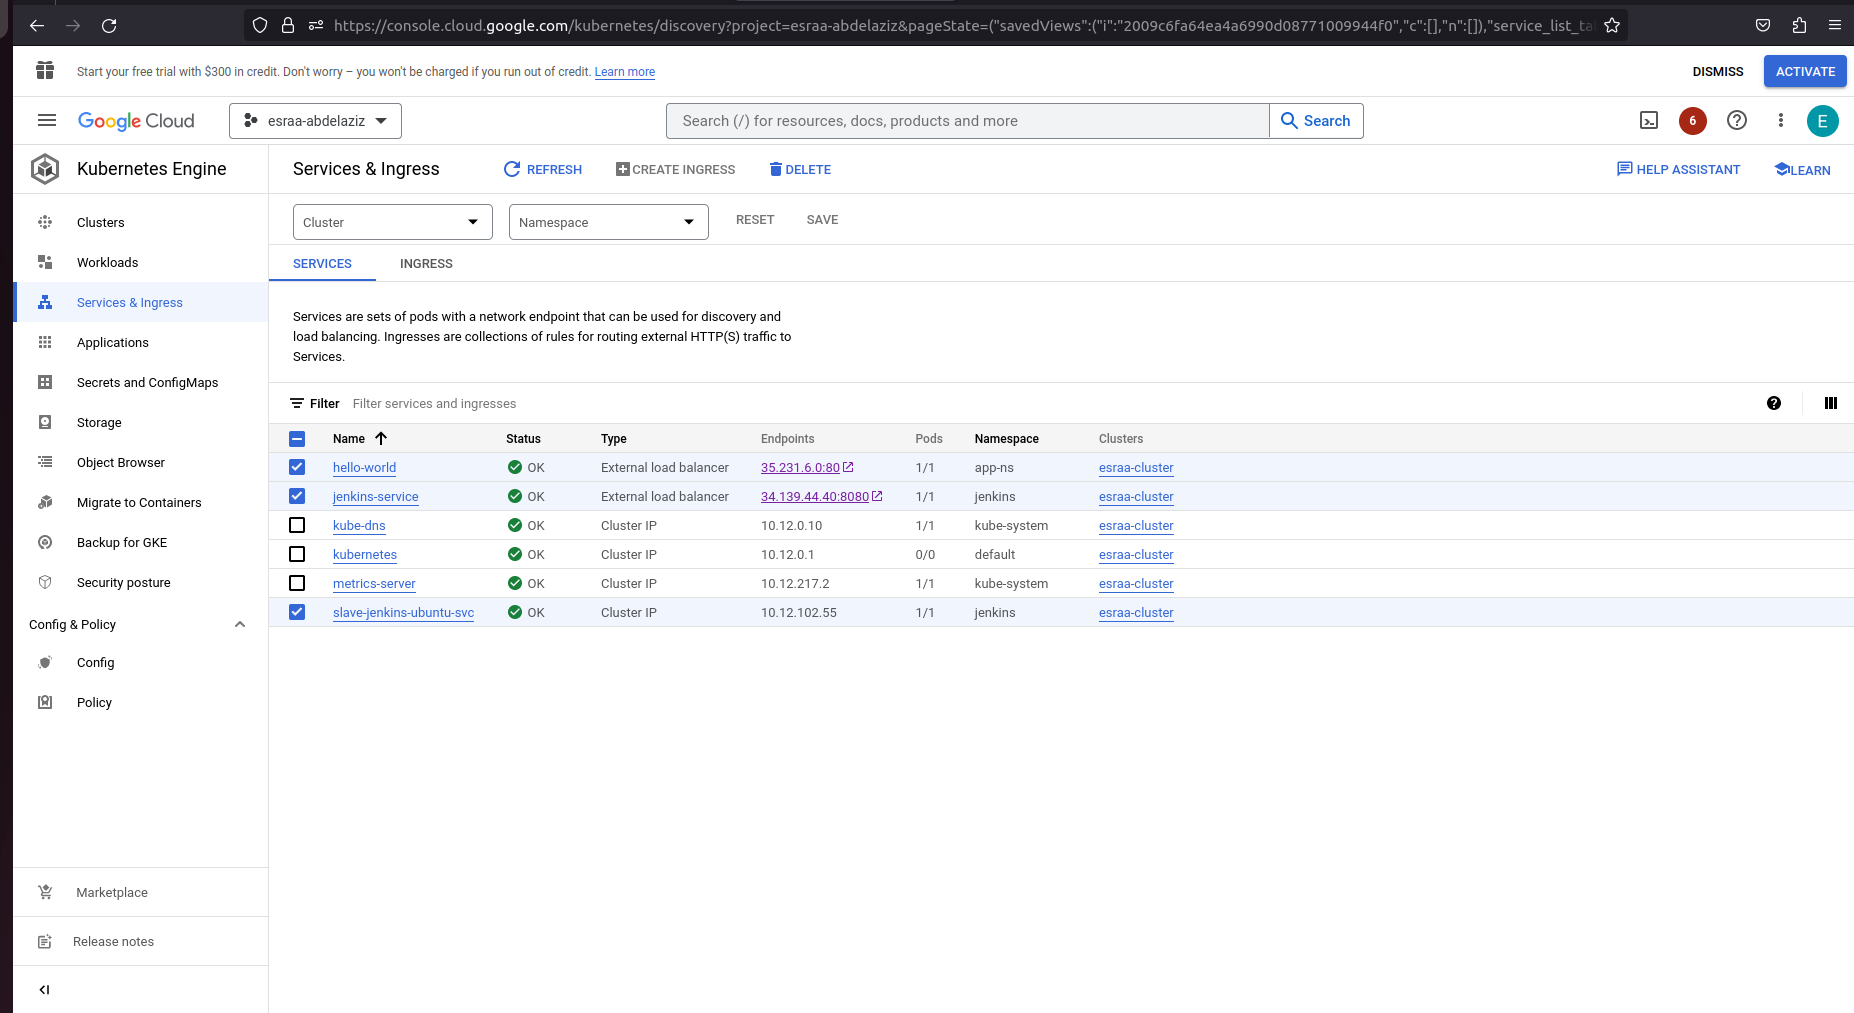 https://console.cloud.google.com/kubernetes/discovery?project=esraa-abdelaziz&pageState=("savedViews":("i":"2009c6fa64ea4a6990d08771009944f0","c":[],"n":[]),"service_list_ta
Start your free trial with $300 in credit. Don't worry – you won't be charged if you run out of credit. Learn more
DISMISS
ACTIVATE
Google Cloud
esraa-abdelaziz
Search (/) for resources, docs, products and more
Search
6
E
Kubernetes Engine
Services & Ingress
REFRESH
CREATE INGRESS
DELETE
HELP ASSISTANT
LEARN
Clusters
Workloads
Services & Ingress
Applications
Secrets and ConfigMaps
Storage
Object Browser
Migrate to Containers
Backup for GKE
Security posture
Config & Policy
Config
Policy
Marketplace
Release notes
Cluster
Namespace
RESET
SAVE
SERVICES
INGRESS
Services are sets of pods with a network endpoint that can be used for discovery and
load balancing. Ingresses are collections of rules for routing external HTTP(S) traffic to
Services.
Filter Filter services and ingresses
Name Status Type Endpoints Pods Namespace Clusters
hello-world OK External load balancer 35.231.6.0:80 1/1 app-ns esraa-cluster
jenkins-service OK External load balancer 34.139.44.40:8080 1/1 jenkins esraa-cluster
kube-dns OK Cluster IP 10.12.0.10 1/1 kube-system esraa-cluster
kubernetes OK Cluster IP 10.12.0.1 0/0 default esraa-cluster
metrics-server OK Cluster IP 10.12.217.2 1/1 kube-system esraa-cluster
slave-jenkins-ubuntu-svc OK Cluster IP 10.12.102.55 1/1 jenkins esraa-cluster